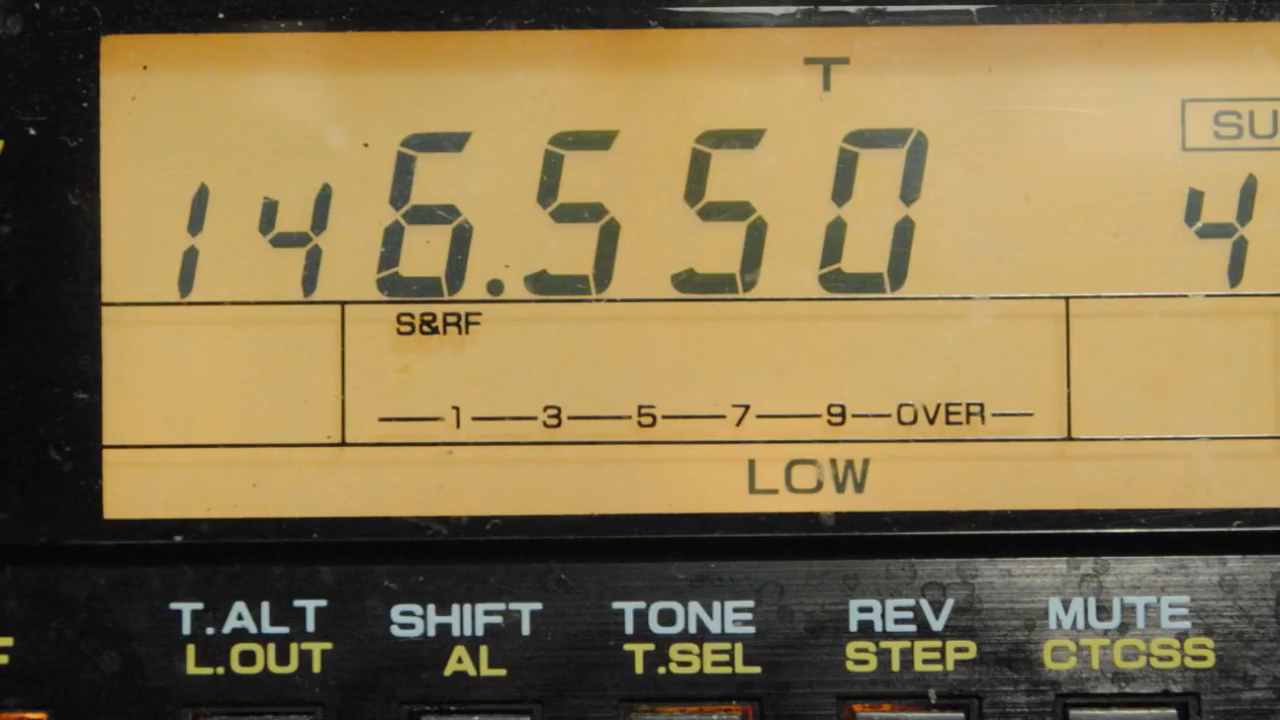 T
146.550
SU
4
S&RF
1 3 5 7 9 OVER
LOW
T.ALT SHIFT TONE REV MUTE
L.OUT AL T.SEL STEP CTCSS